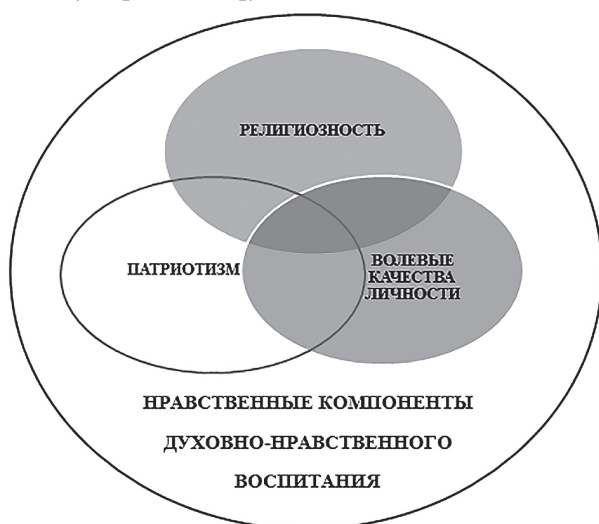 РЕЛИГИОЗНОСТЬ
ПАТРИОТИЗМ
ВОЛЕВЫЕ
КАЧЕСТВА
ЛИЧНОСТИ
НРАВСТВЕННЫЕ КОМПОНЕНТЫ
ДУХОВНО-НРАВСТВЕННОГО
ВОСПИТАНИЯ